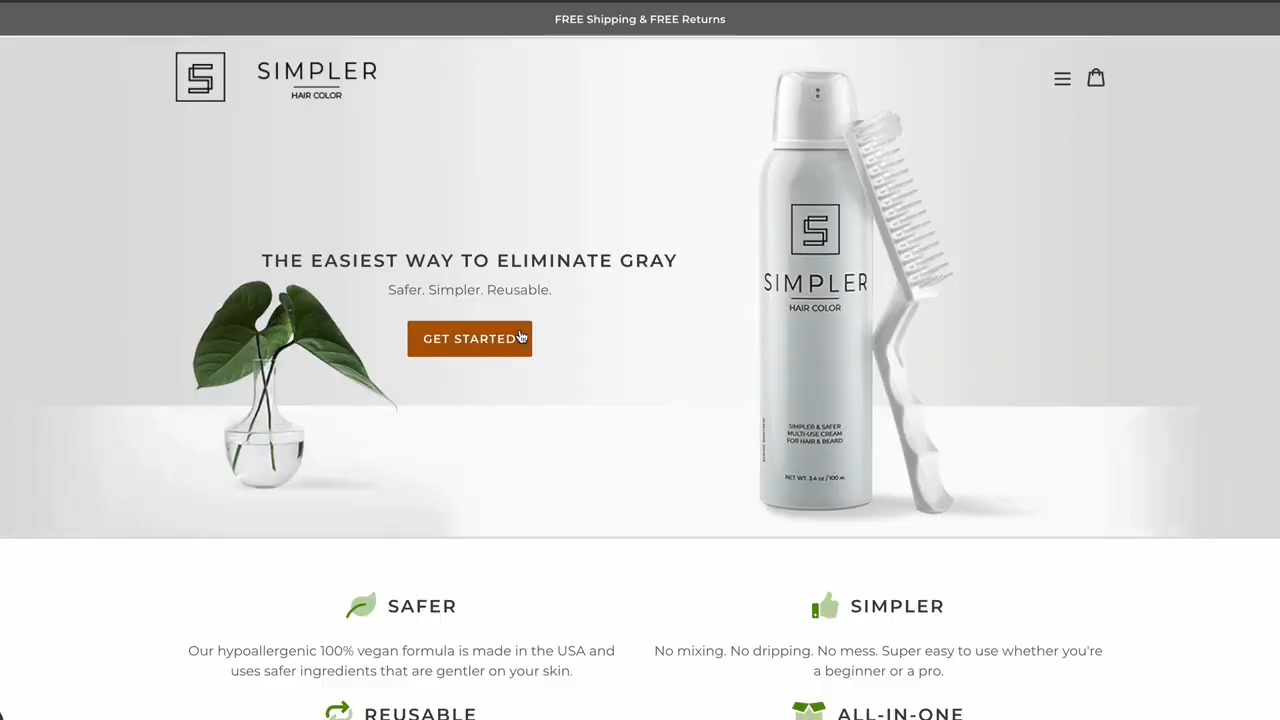 FREE Shipping & FREE Returns
SIMPLER
HAIR COLOR
THE EASIEST WAY TO ELIMINATE GRAY
Safer. Simpler. Reusable.
GET STARTED
SIMPLER
HAIR COLOR
SIMPLER & SAFER
MULTI-USE CREAM
FOR HAIR & BEARD
NET WT. 3.4 oz / 100 ml
SAFER
Our hypoallergenic 100% vegan formula is made in the USA and
uses safer ingredients that are gentler on your skin.
SIMPLER
No mixing. No dripping. No mess. Super easy to use whether you're
a beginner or a pro.
REUSABLE
ALL-IN-ONE